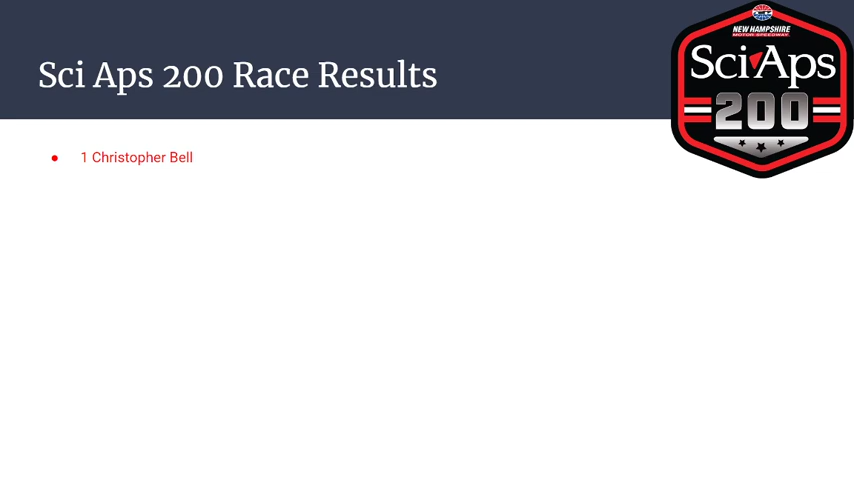 Sci Aps 200 Race Results
NEW HAMPSHIRE
MOTOR SPEEDWAY
SciAps
200
1 Christopher Bell